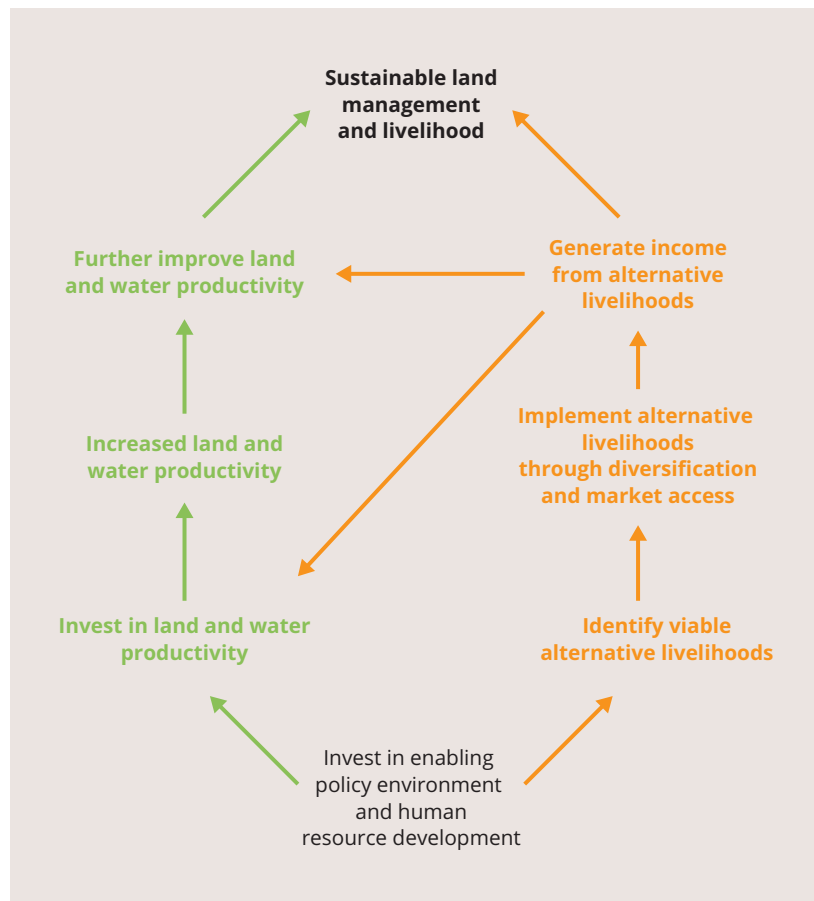 Sustainable land
management
and livelihood
Further improve land
and water productivity
Generate income
from alternative
livelihoods
Increased land and
water productivity
Implement alternative
livelihoods
through diversification
and market access
Invest in land and water
productivity
Identify viable
alternative livelihoods
Invest in enabling
policy environment
and human
resource development